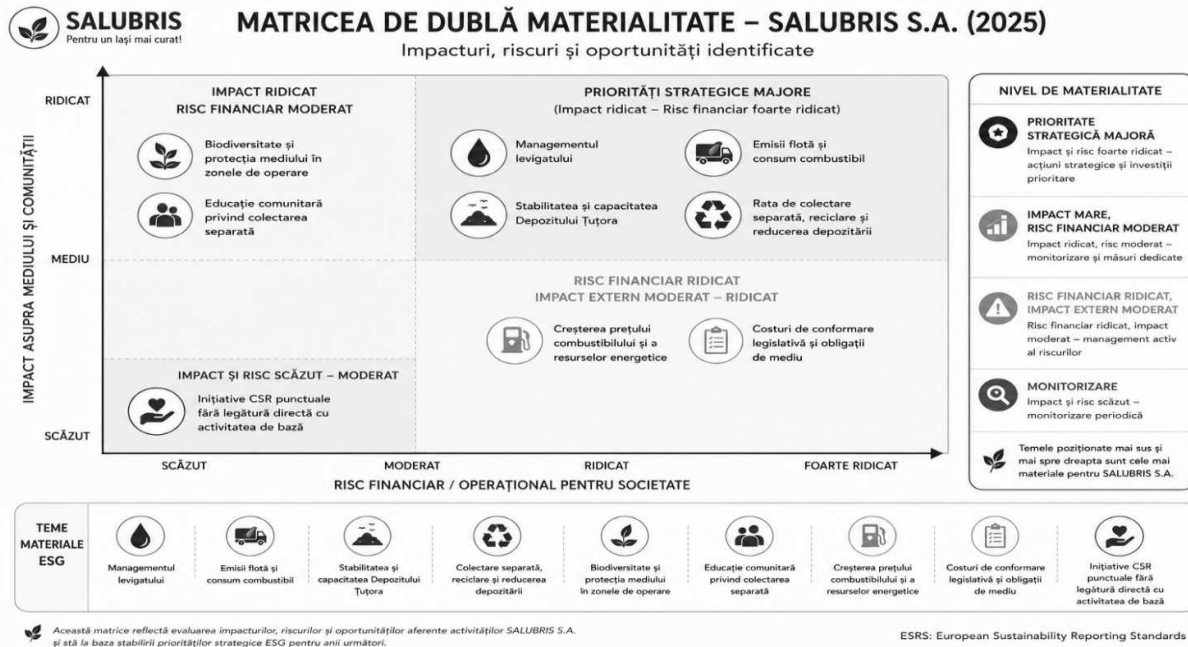 SALUBRIS
Pentru un Iași mai curat!
MATRICEA DE DUBLĂ MATERIALITATE – SALUBRIS S.A. (2025)
Impacturi, riscuri și oportunități identificate
IMPACT ASUPRA MEDIULUI ȘI COMUNITĂȚII
RIDICAT
MEDIU
SCĂZUT
IMPACT RIDICAT
RISC FINANCIAR MODERAT
Biodiversitate și
protecția mediului în
zonele de operare
Educație comunitară
privind colectarea
separată
PRIORITĂȚI STRATEGICE MAJORE
(Impact ridicat – Risc financiar foarte ridicat)
Managementul
levigatului
Emisii flotă și
consum combustibil
Stabilitatea și capacitatea
Depozitului Țuțora
Rata de colectare
separată, reciclare și
reducerea depozitării
RISC FINANCIAR RIDICAT
IMPACT EXTERN MODERAT – RIDICAT
Creșterea prețului
combustibilului și a
resurselor energetice
Costuri de conformare
legislativă și obligații
de mediu
IMPACT ȘI RISC SCĂZUT – MODERAT
Inițiative CSR punctuale
fără legătură directă cu
activitatea de bază
SCĂZUT
MODERAT
RIDICAT
FOARTE RIDICAT
RISC FINANCIAR / OPERAȚIONAL PENTRU SOCIETATE
NIVEL DE MATERIALITATE
PRIORITATE
STRATEGICĂ MAJORĂ
Impact și risc foarte ridicat –
acțiuni strategice și investiții
prioritare
IMPACT MARE,
RISC FINANCIAR MODERAT
Impact ridicat, risc moderat –
monitorizare și măsuri dedicate
RISC FINANCIAR RIDICAT,
IMPACT EXTERN MODERAT
Risc financiar ridicat, impact
moderat – management activ
al riscurilor
MONITORIZARE
Impact și risc scăzut –
monitorizare periodică
Temele poziționate mai sus și
mai spre dreapta sunt cele mai
materiale pentru SALUBRIS S.A.
TEME
MATERIALE
ESG
Managementul
levigatului
Emisii flotă și
consum combustibil
Stabilitatea și
capacitatea Depozitului
Țuțora
Colectare separată,
reciclare și reducerea
depozitării
Biodiversitate și
protecția mediului
în zonele de operare
Educație comunitară
privind colectarea
separată
Creșterea prețului
combustibilului și a
resurselor energetice
Costuri de conformare
legislativă și obligații
de mediu
Inițiative CSR
punctuale fără
legătură directă cu
activitatea de bază
Această matrice reflectă evaluarea impacturilor, riscurilor și oportunităților aferente activităților SALUBRIS S.A.
și stă la baza stabilirii priorităților strategice ESG pentru anii următori.
ESRS: European Sustainability Reporting Standards